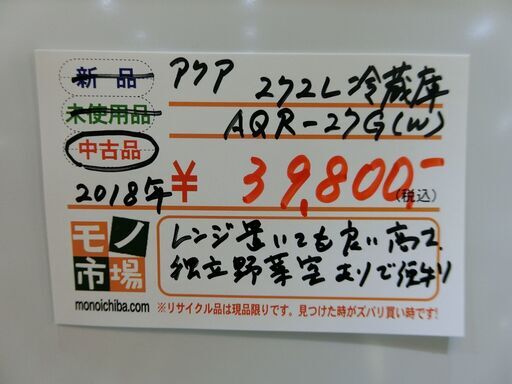 新品 アクア 272L冷蔵庫
未使用品 AQR-27G(W)
中古品
2018年 ¥39,800-(税込)
モノ市場 レンジ置いても良い高さ、
独立野菜室ありで便利
monoichiba.com ※リサイクル品は現品限りです。見つけた時がズバリ買い時です!